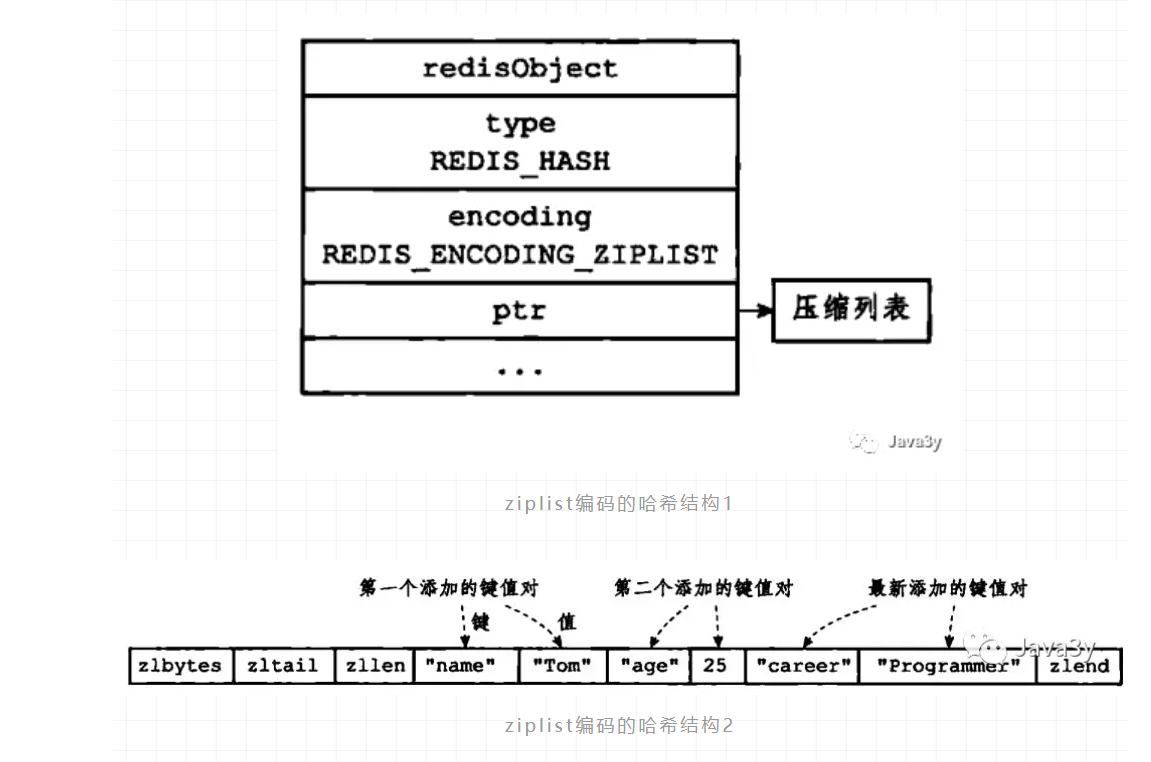 redisObject
type
REDIS_HASH
encoding
REDIS_ENCODING_ZIPLIST
ptr
压缩列表
...
Java3y
ziplist编码的哈希结构1
第一个添加的键值对 第二个添加的键值对 最新添加的键值对
键 值
zlbytes zltail zllen "name" "Tom" "age" 25 "career" "Programmer" zlend
Java3y
ziplist编码的哈希结构2